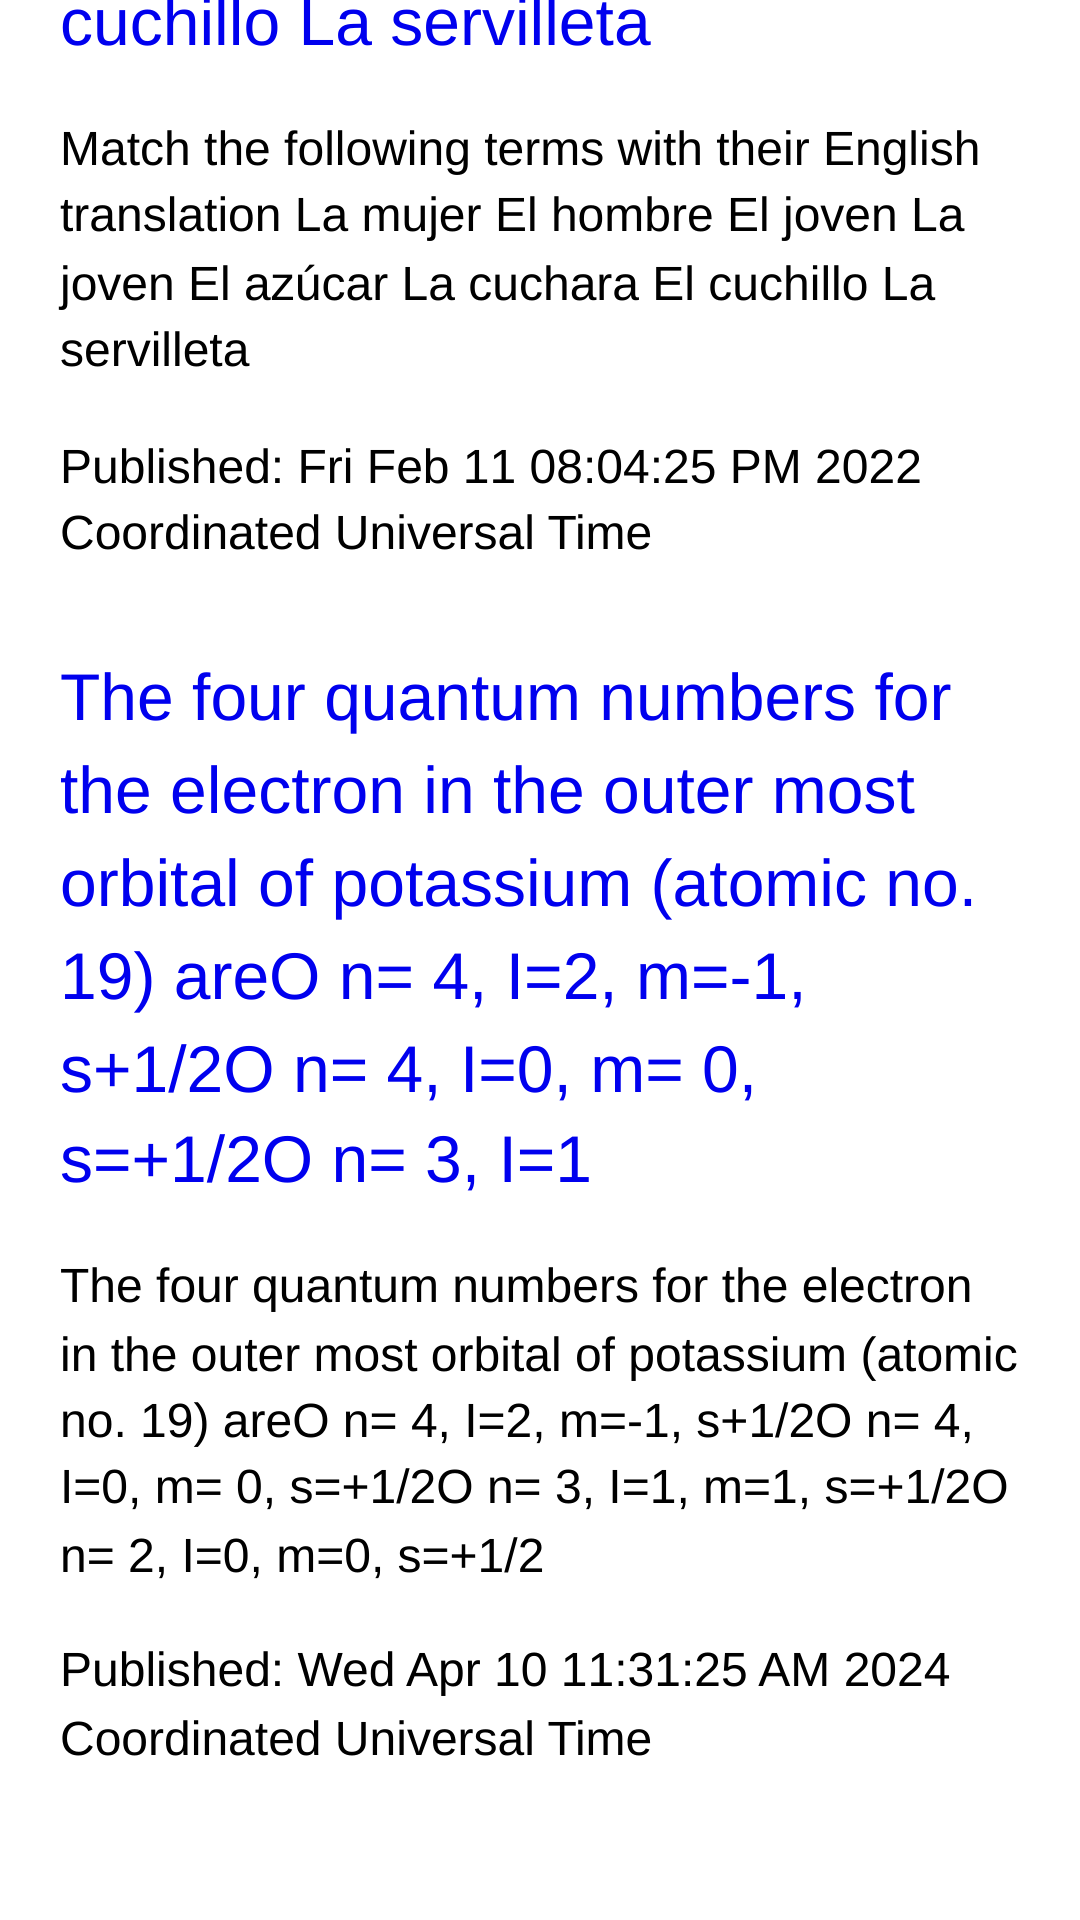 cuchillo La servilleta
Match the following terms with their English
translation La mujer El hombre El joven La
joven El azúcar La cuchara El cuchillo La
servilleta
Published: Fri Feb 11 08:04:25 PM 2022
Coordinated Universal Time
The four quantum numbers for
the electron in the outer most
orbital of potassium (atomic no.
19) areO n= 4, I=2, m=-1,
s+1/2O n= 4, I=0, m= 0,
s=+1/2O n= 3, I=1
The four quantum numbers for the electron
in the outer most orbital of potassium (atomic
no. 19) areO n= 4, I=2, m=-1, s+1/2O n= 4,
I=0, m= 0, s=+1/2O n= 3, I=1, m=1, s=+1/2O
n= 2, I=0, m=0, s=+1/2
Published: Wed Apr 10 11:31:25 AM 2024
Coordinated Universal Time